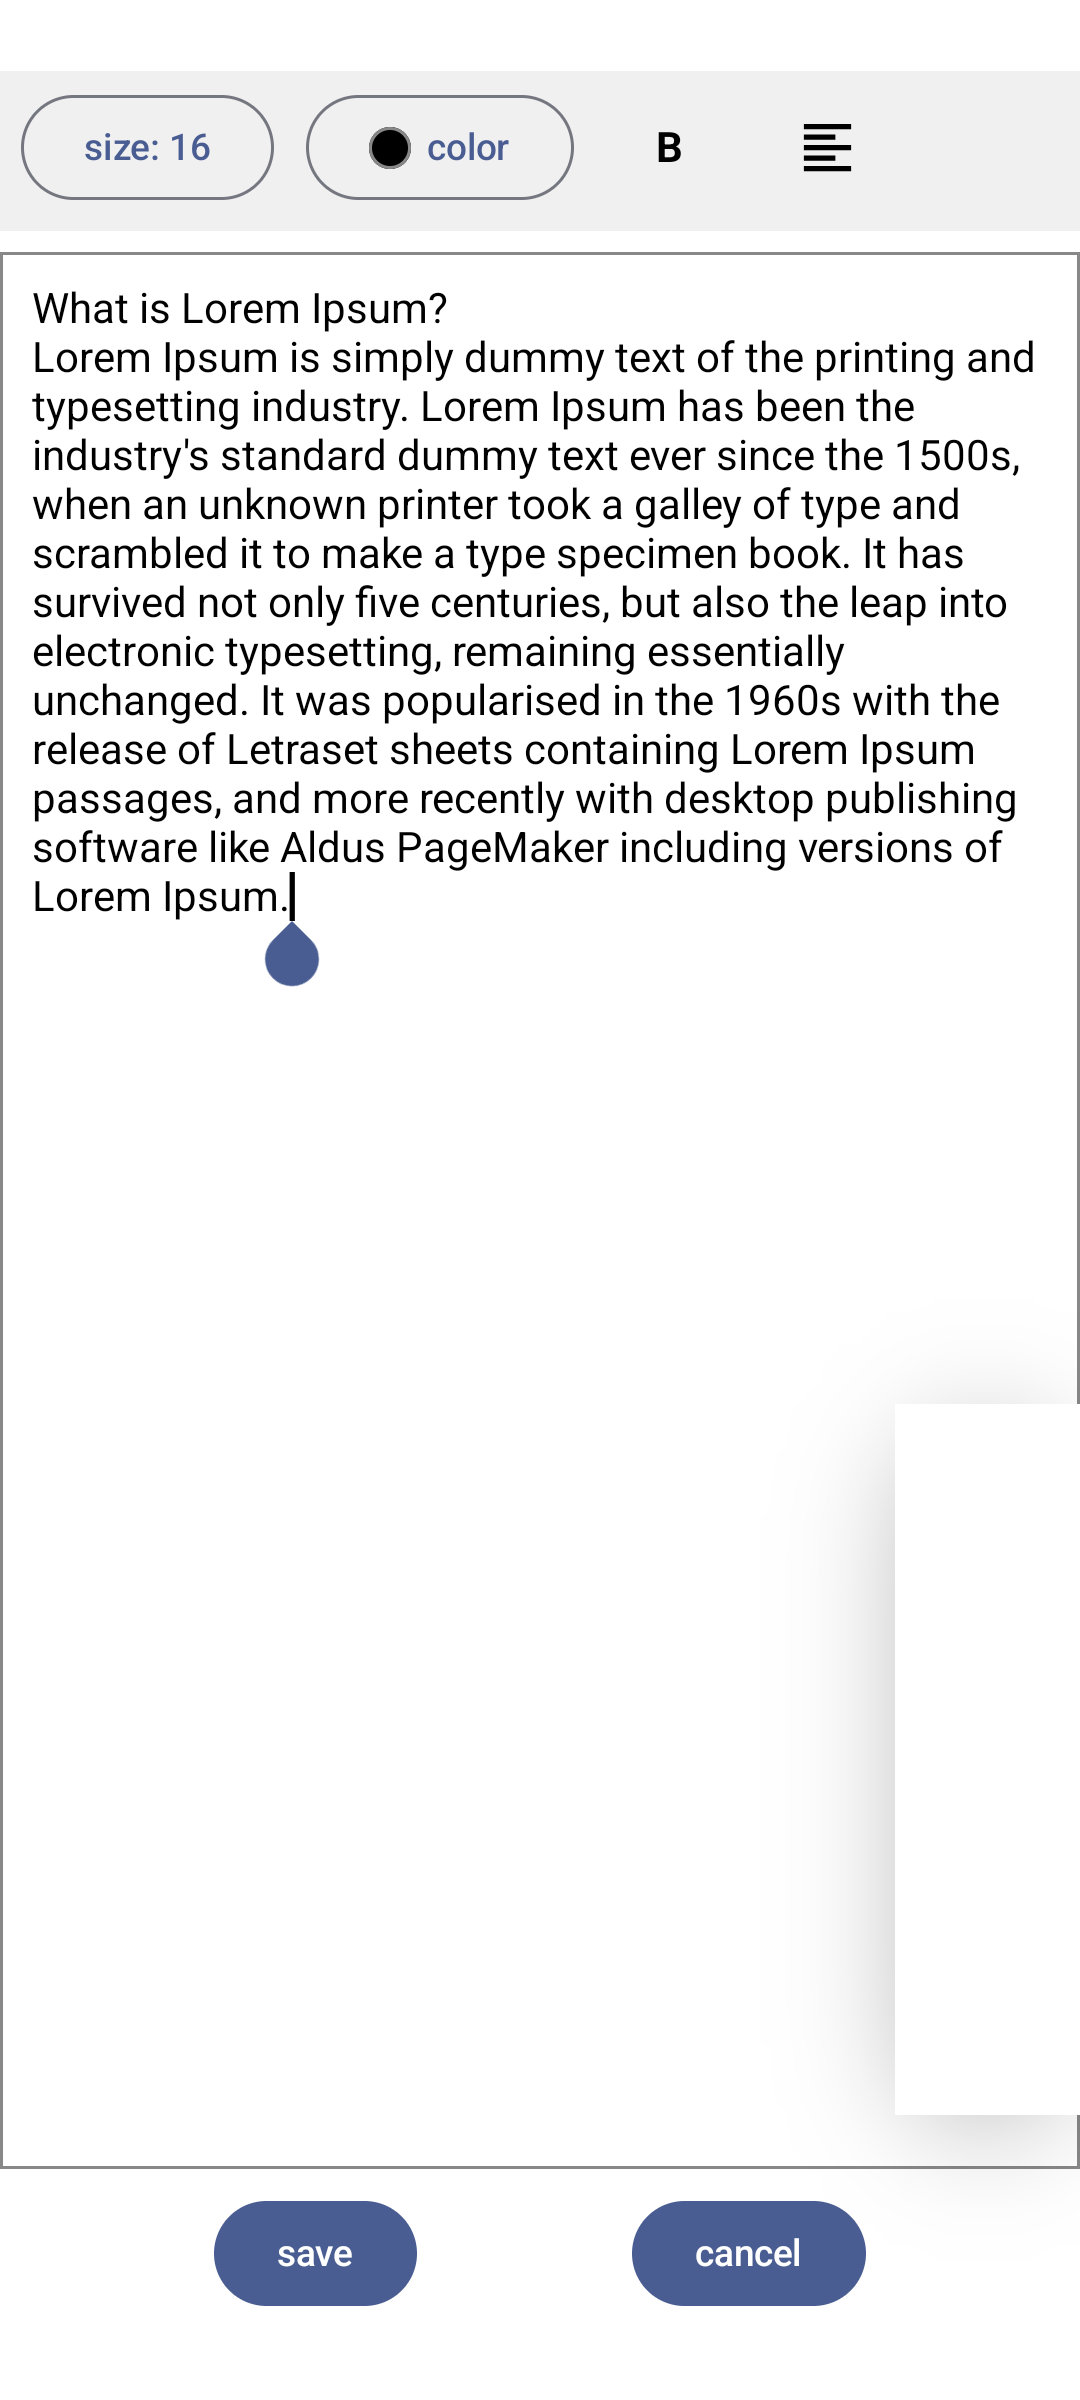 size: 16
color
B
What is Lorem Ipsum?
Lorem Ipsum is simply dummy text of the printing and
typesetting industry. Lorem Ipsum has been the
industry's standard dummy text ever since the 1500s,
when an unknown printer took a galley of type and
scrambled it to make a type specimen book. It has
survived not only five centuries, but also the leap into
electronic typesetting, remaining essentially
unchanged. It was popularised in the 1960s with the
release of Letraset sheets containing Lorem Ipsum
passages, and more recently with desktop publishing
software like Aldus PageMaker including versions of
Lorem Ipsum.
save
cancel